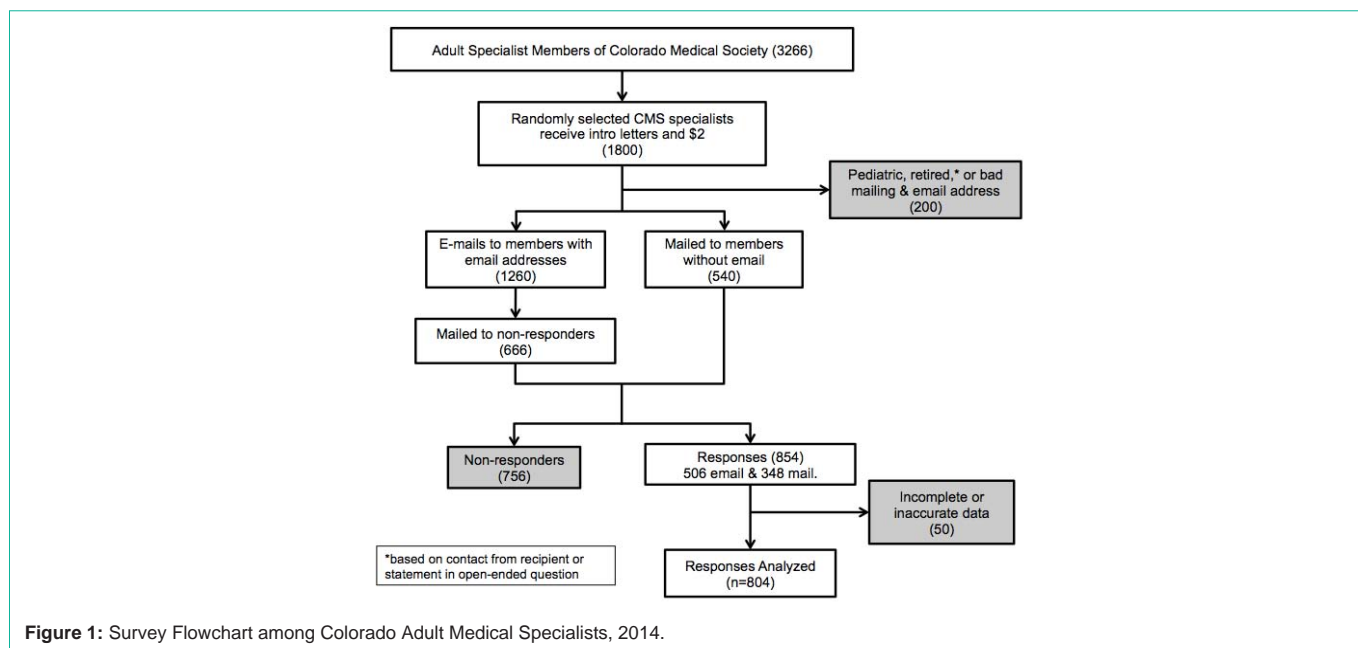 Adult Specialist Members of Colorado Medical Society (3266)
Randomly selected CMS specialists
receive intro letters and $2
(1800)
Pediatric, retired,* or bad
mailing & email address
(200)
E-mails to members with
email addresses
(1260)
Mailed to members
without email
(540)
Mailed to non-responders
(666)
Non-responders
(756)
Responses (854)
506 email & 348 mail.
Incomplete or
inaccurate data
(50)
*based on contact from recipient or
statement in open-ended question
Responses Analyzed
(n=804)
Figure 1: Survey Flowchart among Colorado Adult Medical Specialists, 2014.